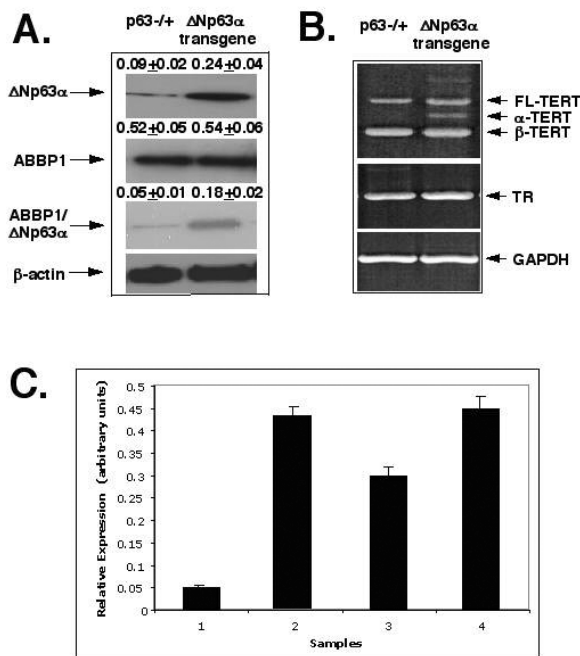 A.
p63-/+ ΔNp63α
transgene
0.09±0.02 0.24±0.04
ΔNp63α
0.52±0.05 0.54±0.06
ABBP1
0.05±0.01 0.18±0.02
ABBP1/
ΔNp63α
β-actin
B.
p63-/+ ΔNp63α
transgene
FL-TERT
α-TERT
β-TERT
TR
GAPDH
C.
Relative Expression (arbitrary units)
0.5
0.45
0.4
0.35
0.3
0.25
0.2
0.15
0.1
0.05
0
1 2 3 4
Samples